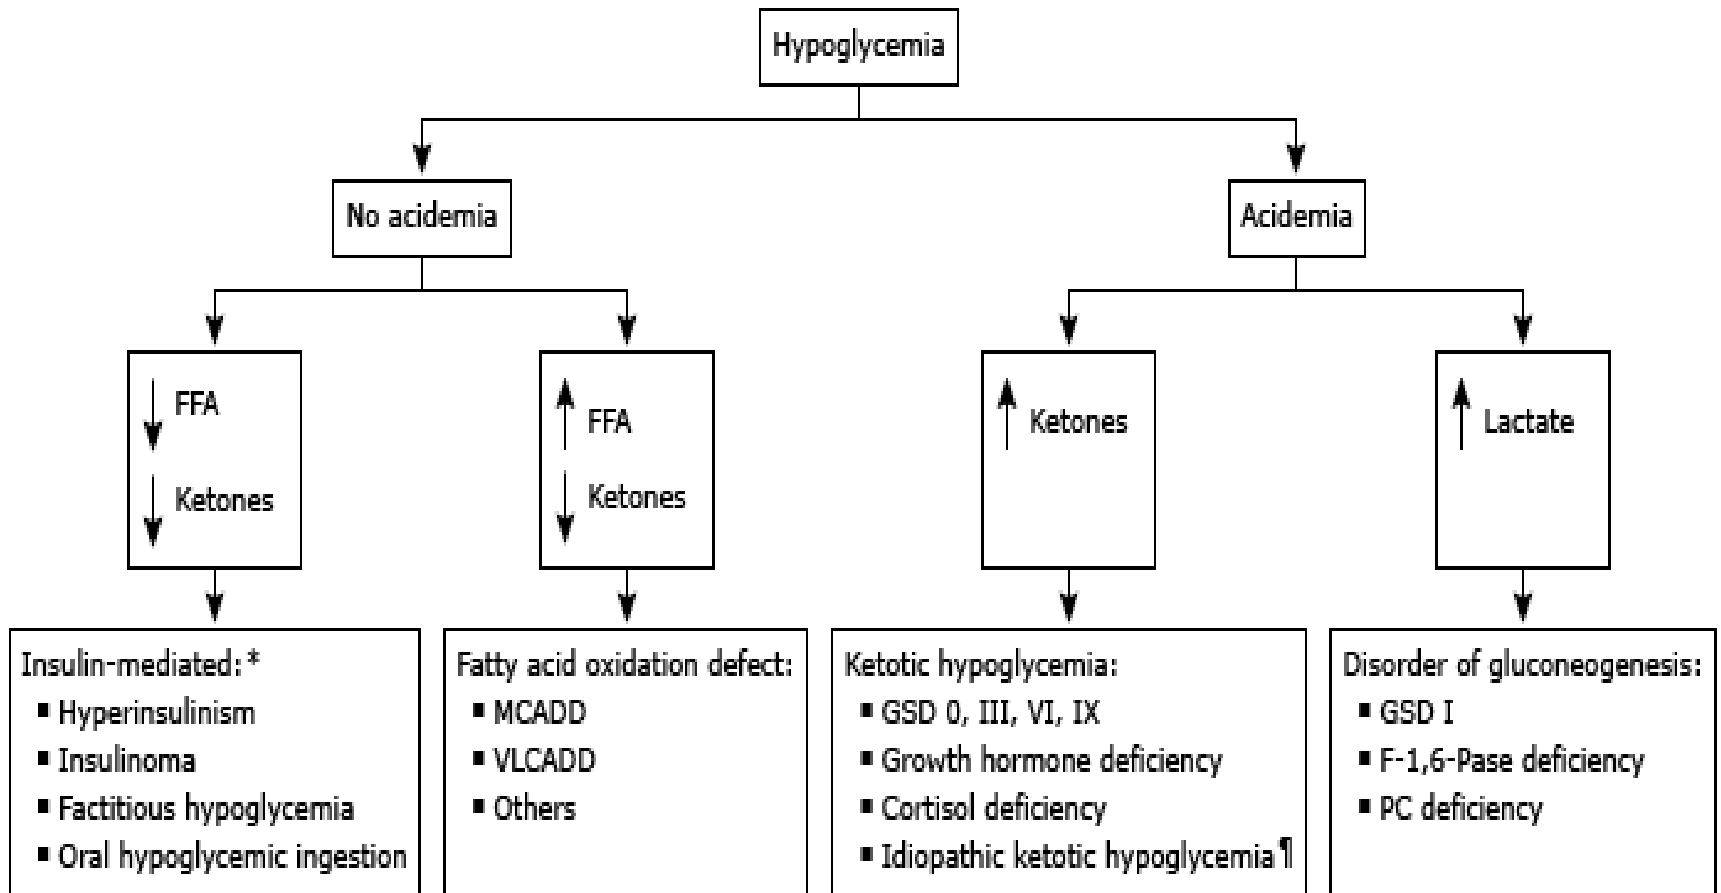 Hypoglycemia
No acidemia
Acidemia
FFA
Ketones
FFA
Ketones
Ketones
Lactate
Insulin-mediated:*
▪ Hyperinsulinism
▪ Insulinoma
▪ Factitious hypoglycemia
▪ Oral hypoglycemic ingestion
Fatty acid oxidation defect:
▪ MCADD
▪ VLCADD
▪ Others
Ketotic hypoglycemia:
▪ GSD 0, III, VI, IX
▪ Growth hormone deficiency
▪ Cortisol deficiency
▪ Idiopathic ketotic hypoglycemia¶
Disorder of gluconeogenesis:
▪ GSD I
▪ F-1,6-Pase deficiency
▪ PC deficiency